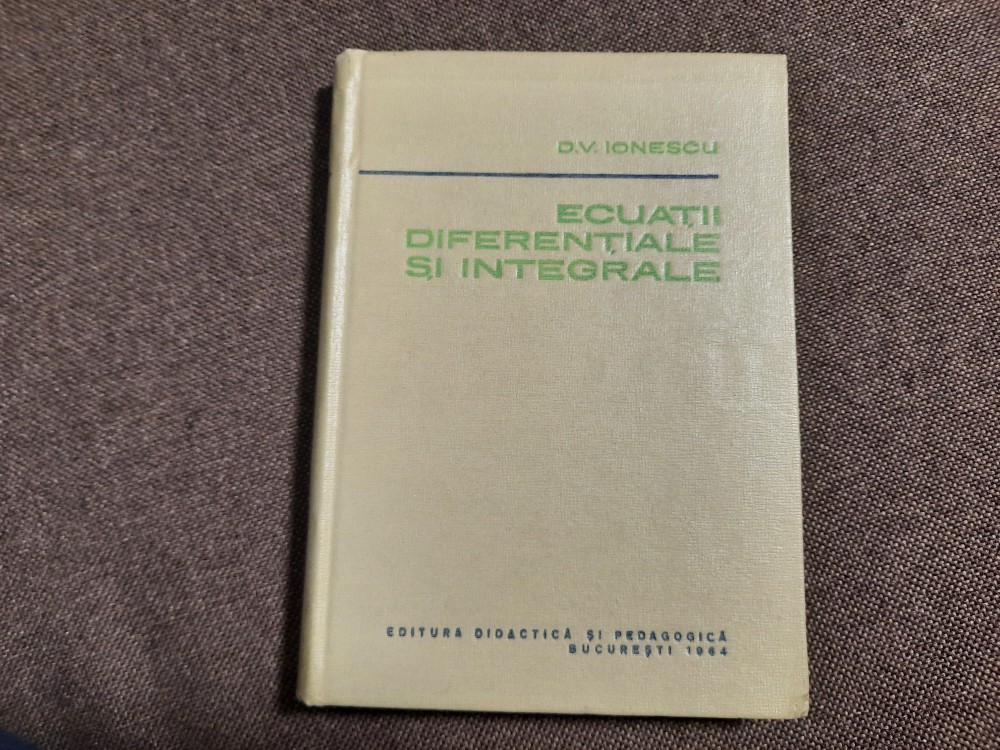 D.V. IONESCU
ECUAȚII
DIFERENȚIALE
ȘI INTEGRALE
EDITURA DIDACTICĂ ȘI PEDAGOGICĂ
BUCUREȘTI 1964